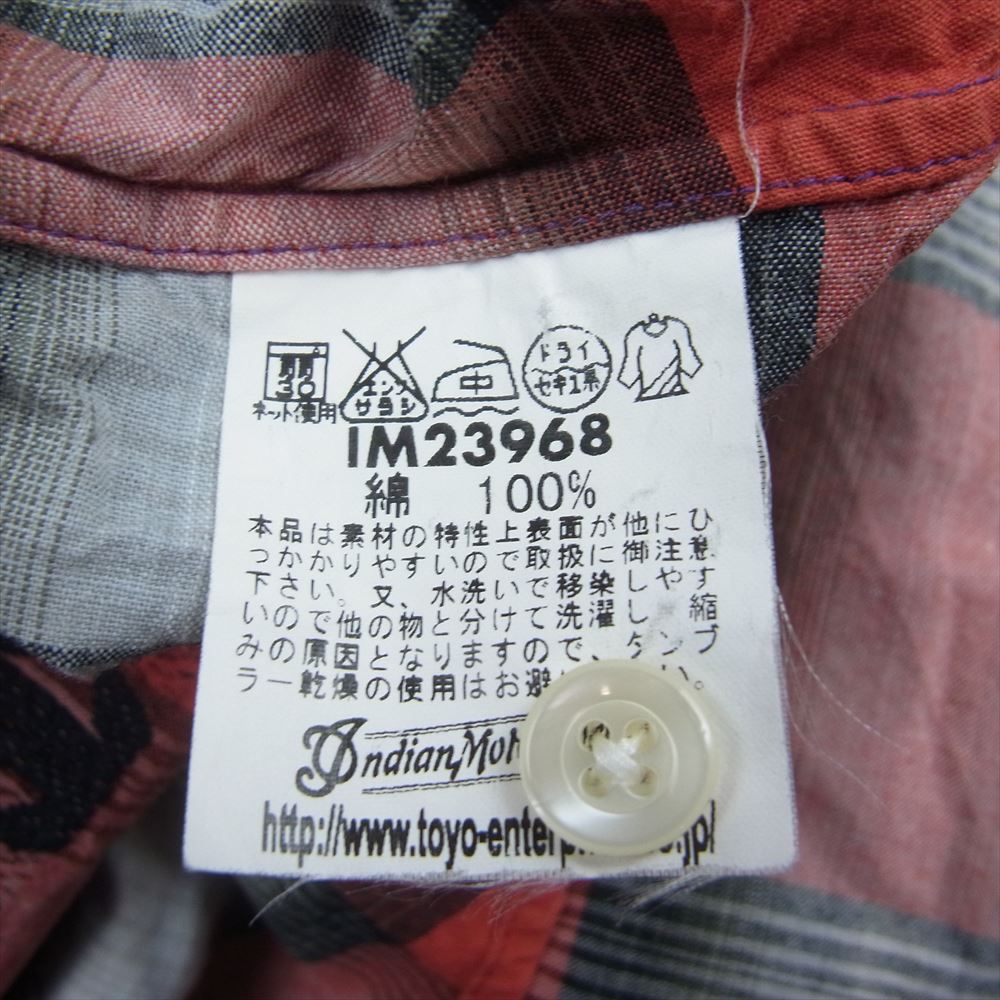 30
ネット使用
エンソ
サラシ
中
ドライ
セキユ系
IM23968
綿 100%
本品は素材の特性上表面が他にひ
っかかりやすいので取扱に御注意
下さい。又、水洗いで移染しやす
いので他の物と分けて洗濯し
みの原因となりますので、タンブ
ラー乾燥の使用はお避
Indian
http://www.toyo-enter